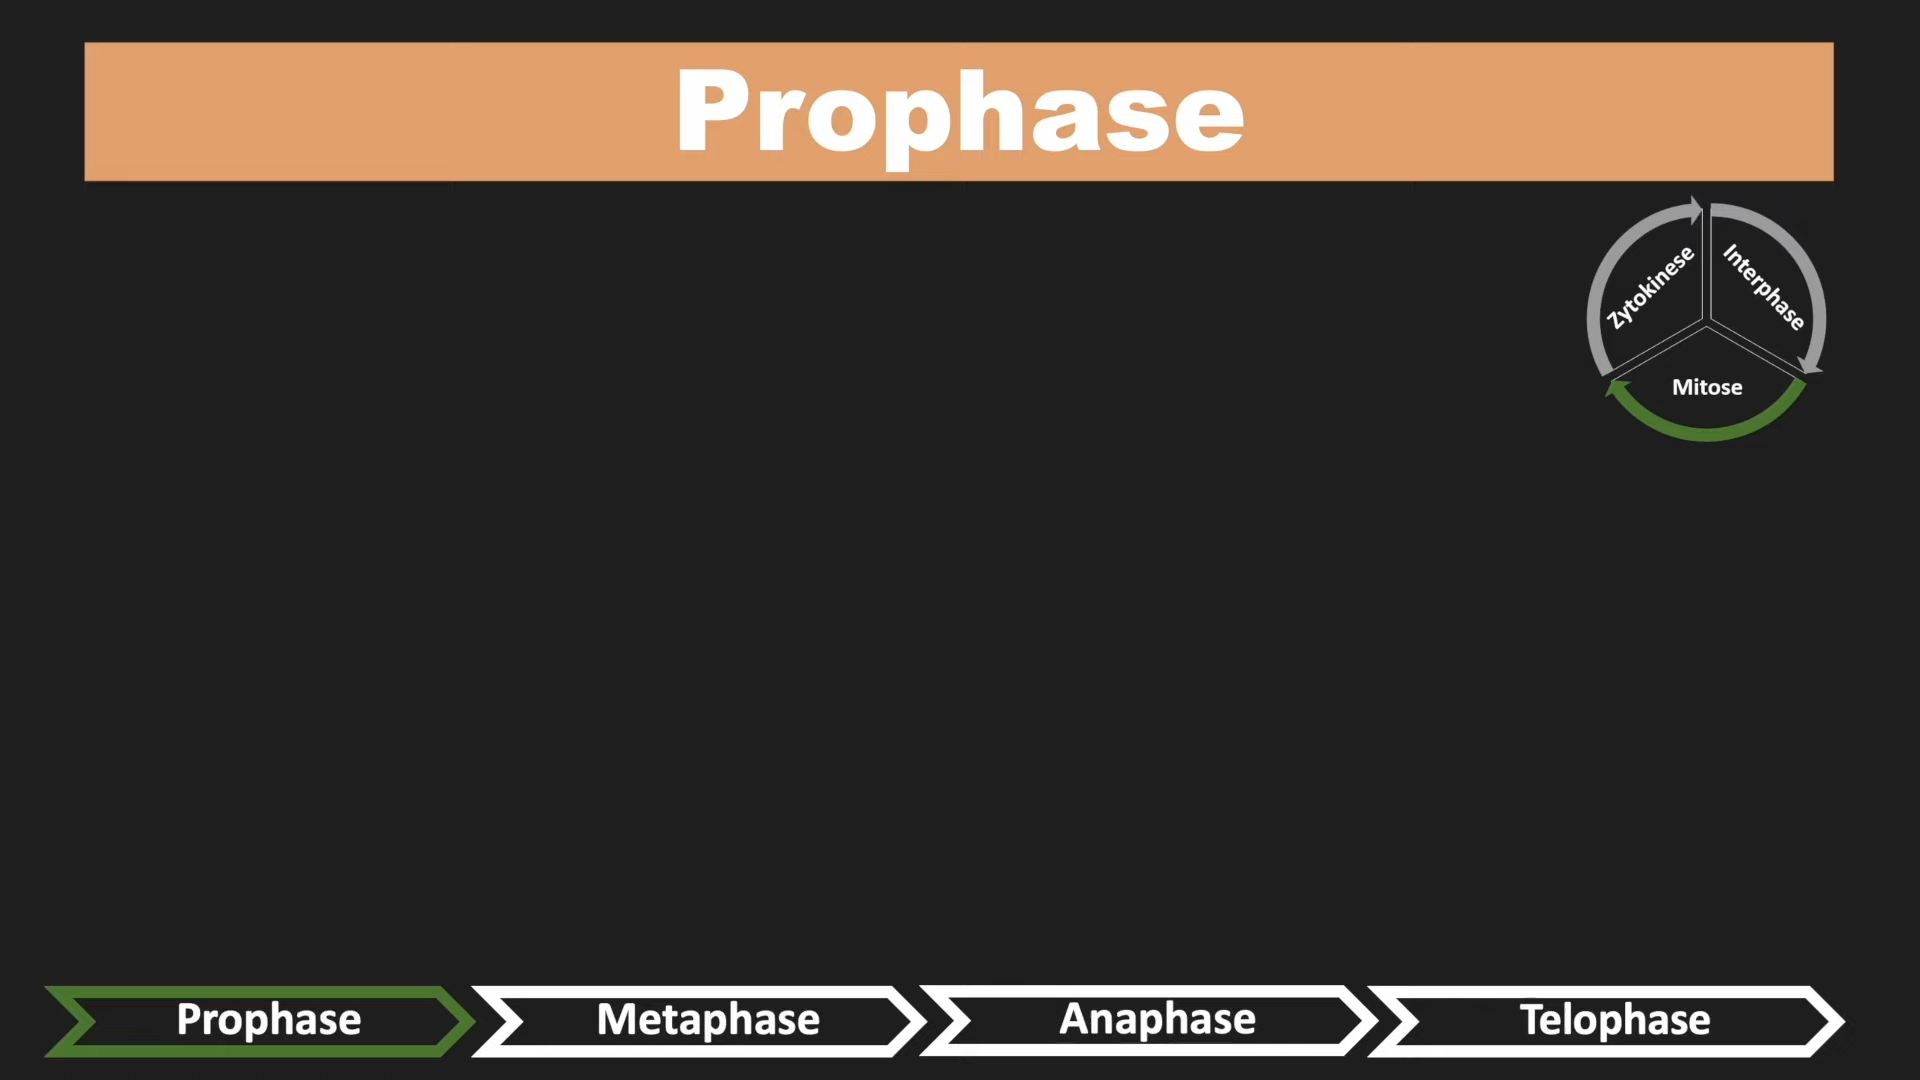 Prophase
Zytokinese
Interphase
Mitose
Prophase
Metaphase
Anaphase
Telophase